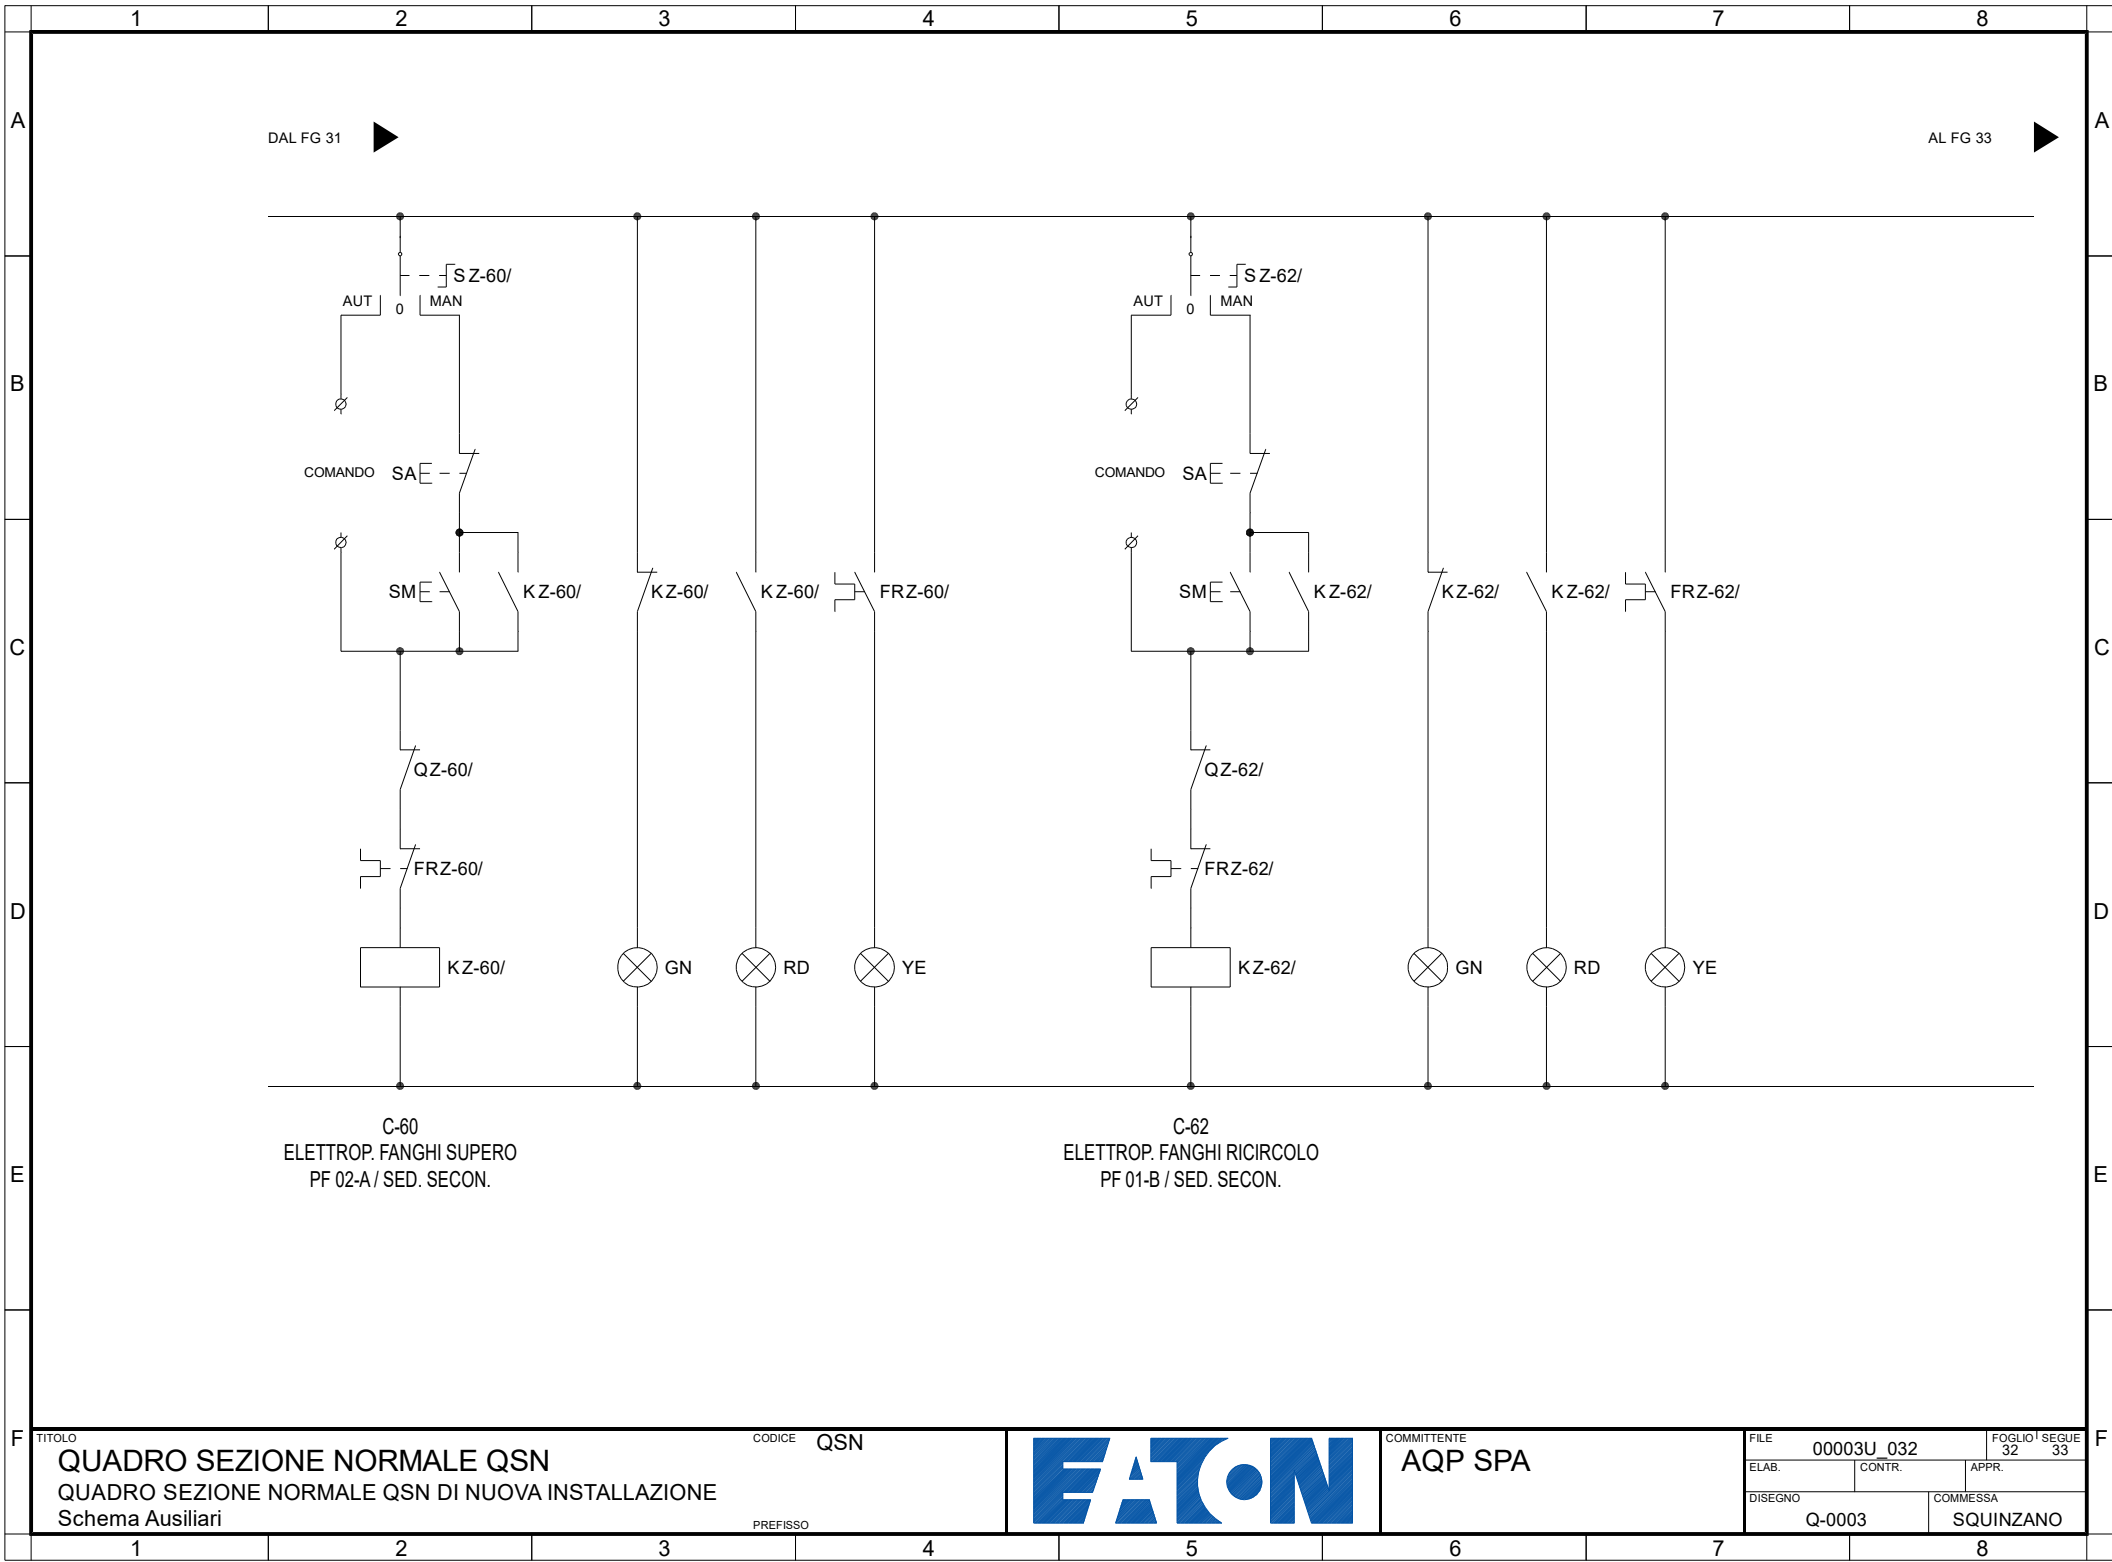 1 2 3 4 5 6 7 8
A A
DAL FG 31 AL FG 33
SZ-60/ SZ-62/
AUT 0 MAN AUT 0 MAN
B B
COMANDO SA COMANDO SA
SM KZ-60/ KZ-60/ KZ-60/ FRZ-60/ SM KZ-62/ KZ-62/ KZ-62/ FRZ-62/
C C
QZ-60/ QZ-62/
FRZ-60/ FRZ-62/
D D
KZ-60/ GN RD YE KZ-62/ GN RD YE
C-60 C-62
ELETTROP. FANGHI SUPERO ELETTROP. FANGHI RICIRCOLO
PF 02-A / SED. SECON. PF 01-B / SED. SECON.
E E
F F
TITOLO
QUADRO SEZIONE NORMALE QSN
QUADRO SEZIONE NORMALE QSN DI NUOVA INSTALLAZIONE
Schema Ausiliari
CODICE QSN
PREFISSO
EATON
COMMITTENTE
AQP SPA
FILE 00003U_032
FOGLIO SEGUE
32 33
ELAB. CONTR. APPR.
DISEGNO COMMESSA
Q-0003 SQUINZANO
1 2 3 4 5 6 7 8